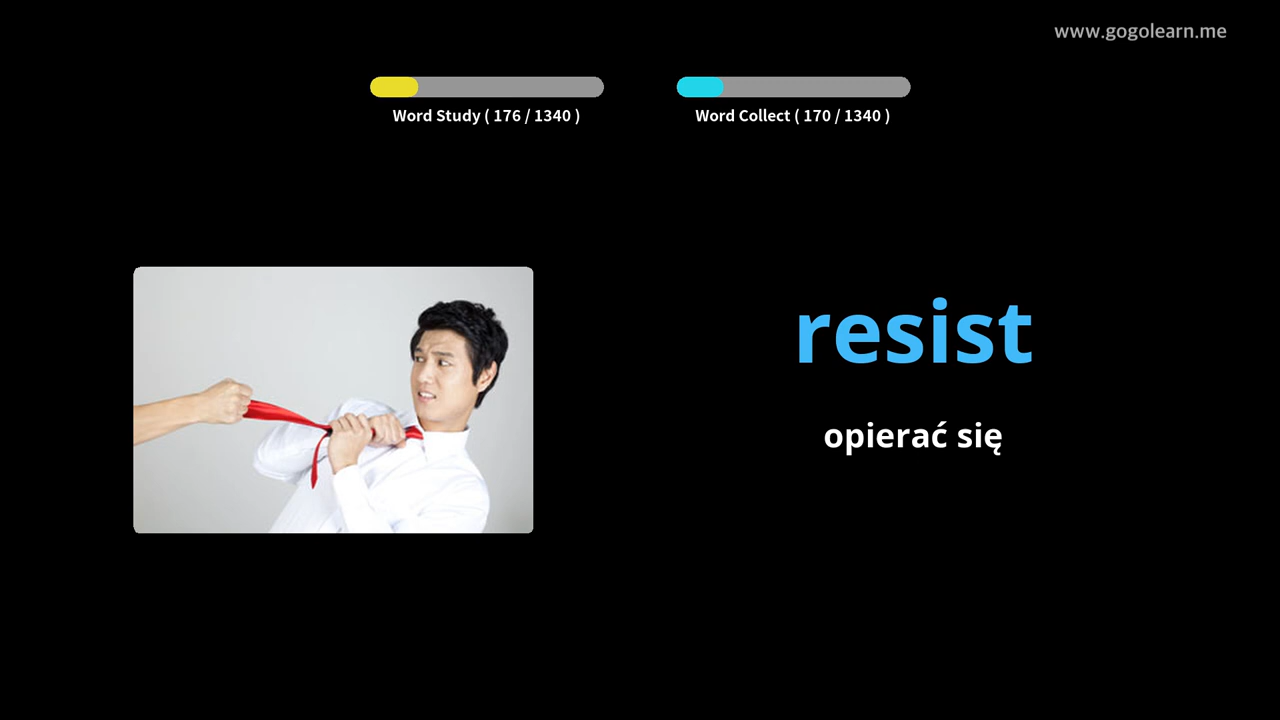 www.gogolearn.me
Word Study ( 176 / 1340 )
Word Collect ( 170 / 1340 )
resist
opierać się